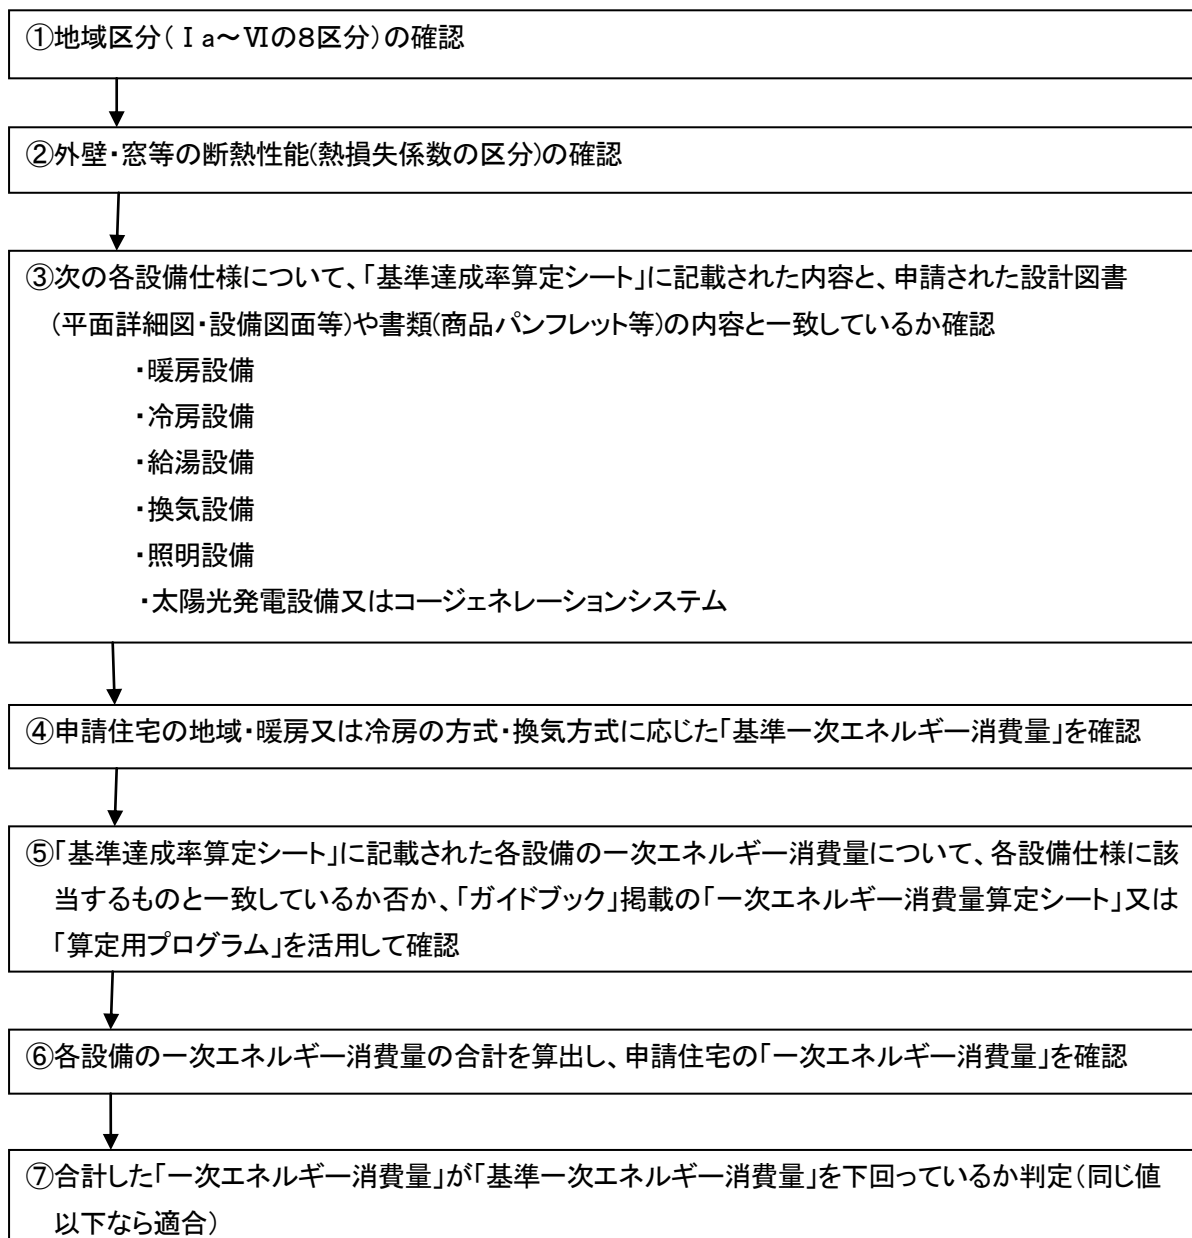 ①地域区分(Ⅰa～Ⅵの8区分)の確認
②外壁・窓等の断熱性能(熱損失係数の区分)の確認
③次の各設備仕様について、「基準達成率算定シート」に記載された内容と、申請された設計図書
(平面詳細図・設備図面等)や書類(商品パンフレット等)の内容と一致しているか確認
・暖房設備
・冷房設備
・給湯設備
・換気設備
・照明設備
・太陽光発電設備又はコージェネレーションシステム
④申請住宅の地域・暖房又は冷房の方式・換気方式に応じた「基準一次エネルギー消費量」を確認
⑤「基準達成率算定シート」に記載された各設備の一次エネルギー消費量について、各設備仕様に該
当するものと一致しているか否か、「ガイドブック」掲載の「一次エネルギー消費量算定シート」又は
「算定用プログラム」を活用して確認
⑥各設備の一次エネルギー消費量の合計を算出し、申請住宅の「一次エネルギー消費量」を確認
⑦合計した「一次エネルギー消費量」が「基準一次エネルギー消費量」を下回っているか判定(同じ値
以下なら適合)